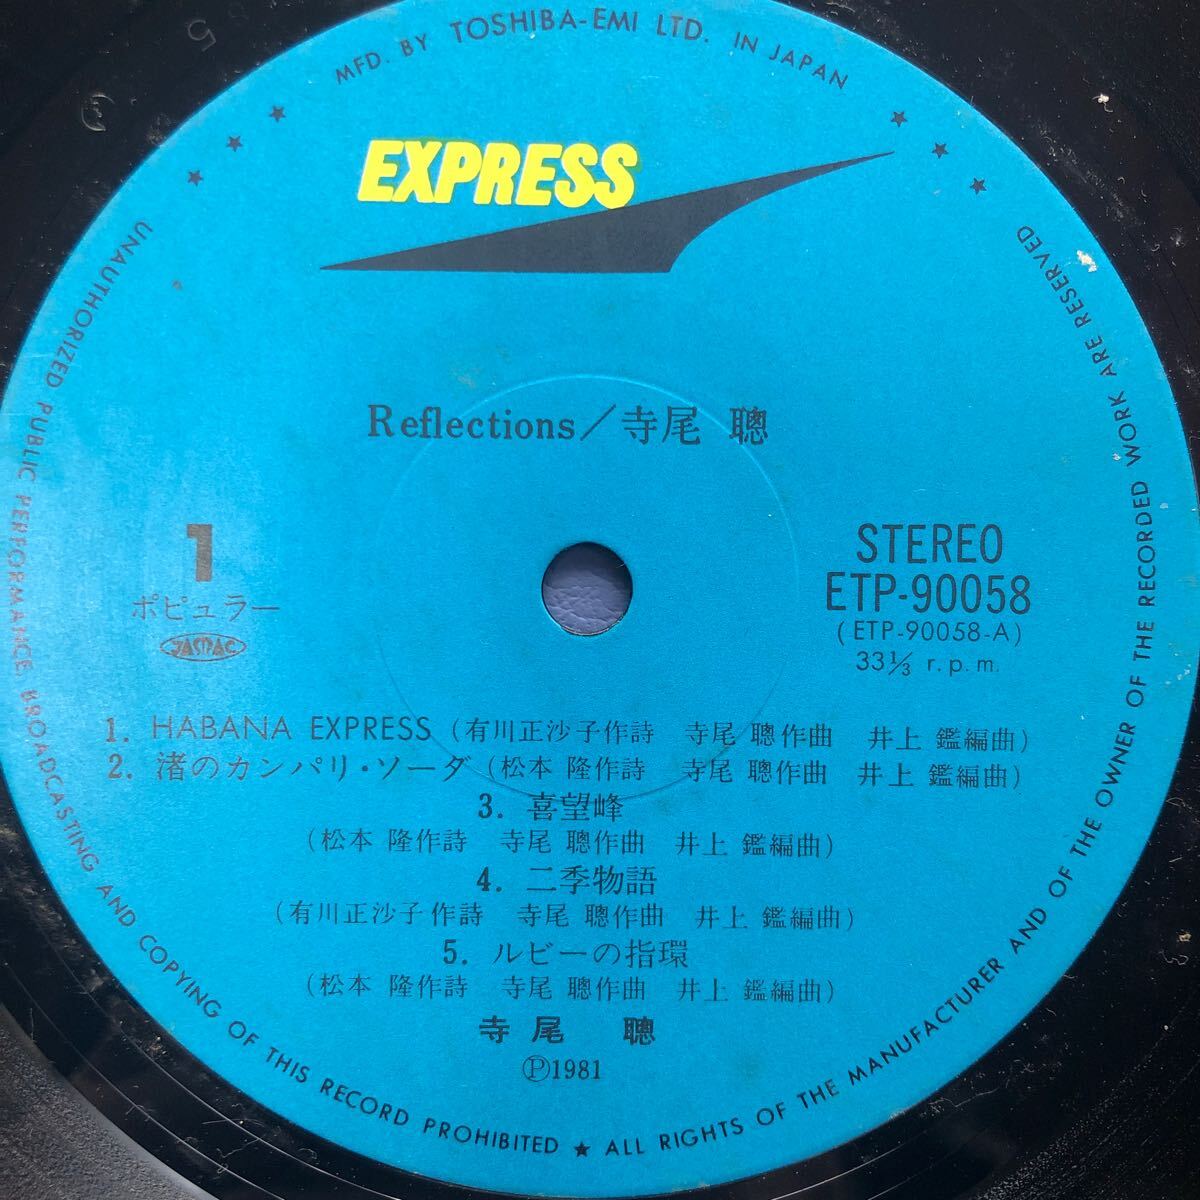 MFD. BY TOSHIBA-EMI LTD. IN JAPAN
EXPRESS
Reflections/寺尾 聰
1
ポピュラー
JASRAC
STEREO
ETP-90058
(ETP-90058-A)
33⅓ r.p.m.
1. HABANA EXPRESS (有川正沙子作詩 寺尾 聰作曲 井上 鑑編曲)
2. 渚のカンパリ・ソーダ (松本 隆作詩 寺尾 聰作曲 井上 鑑編曲)
3. 喜望峰
(松本 隆作詩 寺尾 聰作曲 井上 鑑編曲)
4. 二季物語
(有川正沙子作詩 寺尾 聰作曲 井上 鑑編曲)
5. ルビーの指環
(松本 隆作詩 寺尾 聰作曲 井上 鑑編曲)
寺尾 聰
Ⓟ1981
UNAUTHORIZED PUBLIC PERFORMANCE, BROADCASTING AND COPYING OF THIS RECORD PROHIBITED ★ ALL RIGHTS OF THE MANUFACTURER AND OF THE OWNER OF THE RECORDED WORK ARE RESERVED